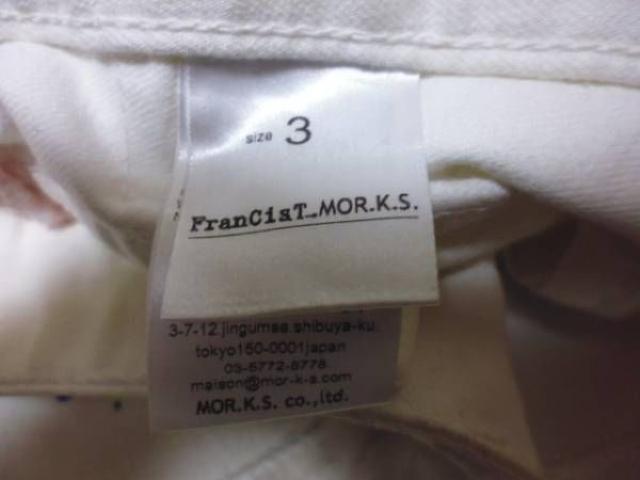 size 3
FranCisT_MOR.K.S.
3-7-12 jingumae.shibuya-ku.
tokyo150-0001japan
03-5772-8778
maison@mor-k-s.com
MOR.K.S. co.,ltd.